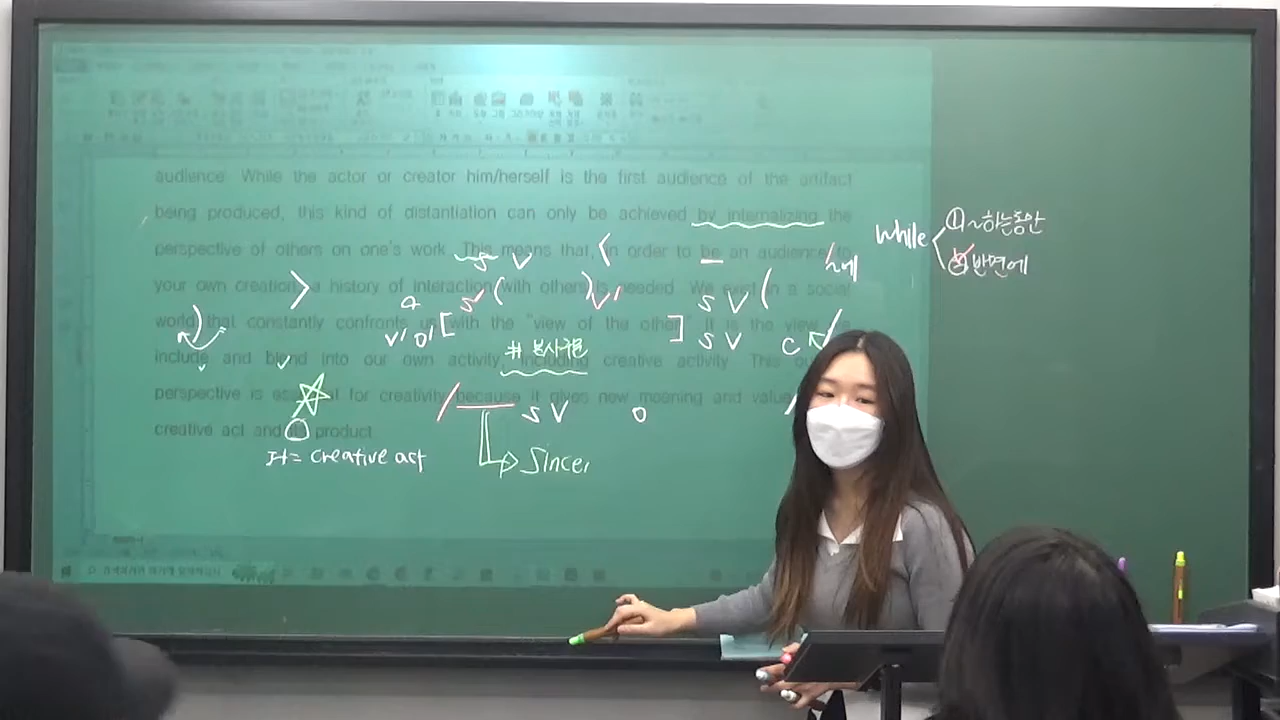 audience. While the actor or creator him/herself is the first audience of the artifact
being produced, this kind of distantiation can only be achieved by internalizing the
perspective of others on one's work. This means that, in order to be an audience to
your own creation, a history of interaction with others is needed. We exist in a social
world that constantly confronts us with the "view of the other." It is the view we
include and blend into our own activity, including creative activity. This
perspective is essential for creativity because it gives new meaning and value
creative act and its product
while ① ~하는동안
② 반면에
S V
a S V
S V
V 이 S V C
# 분사구문
S V O
It = creative act
Since